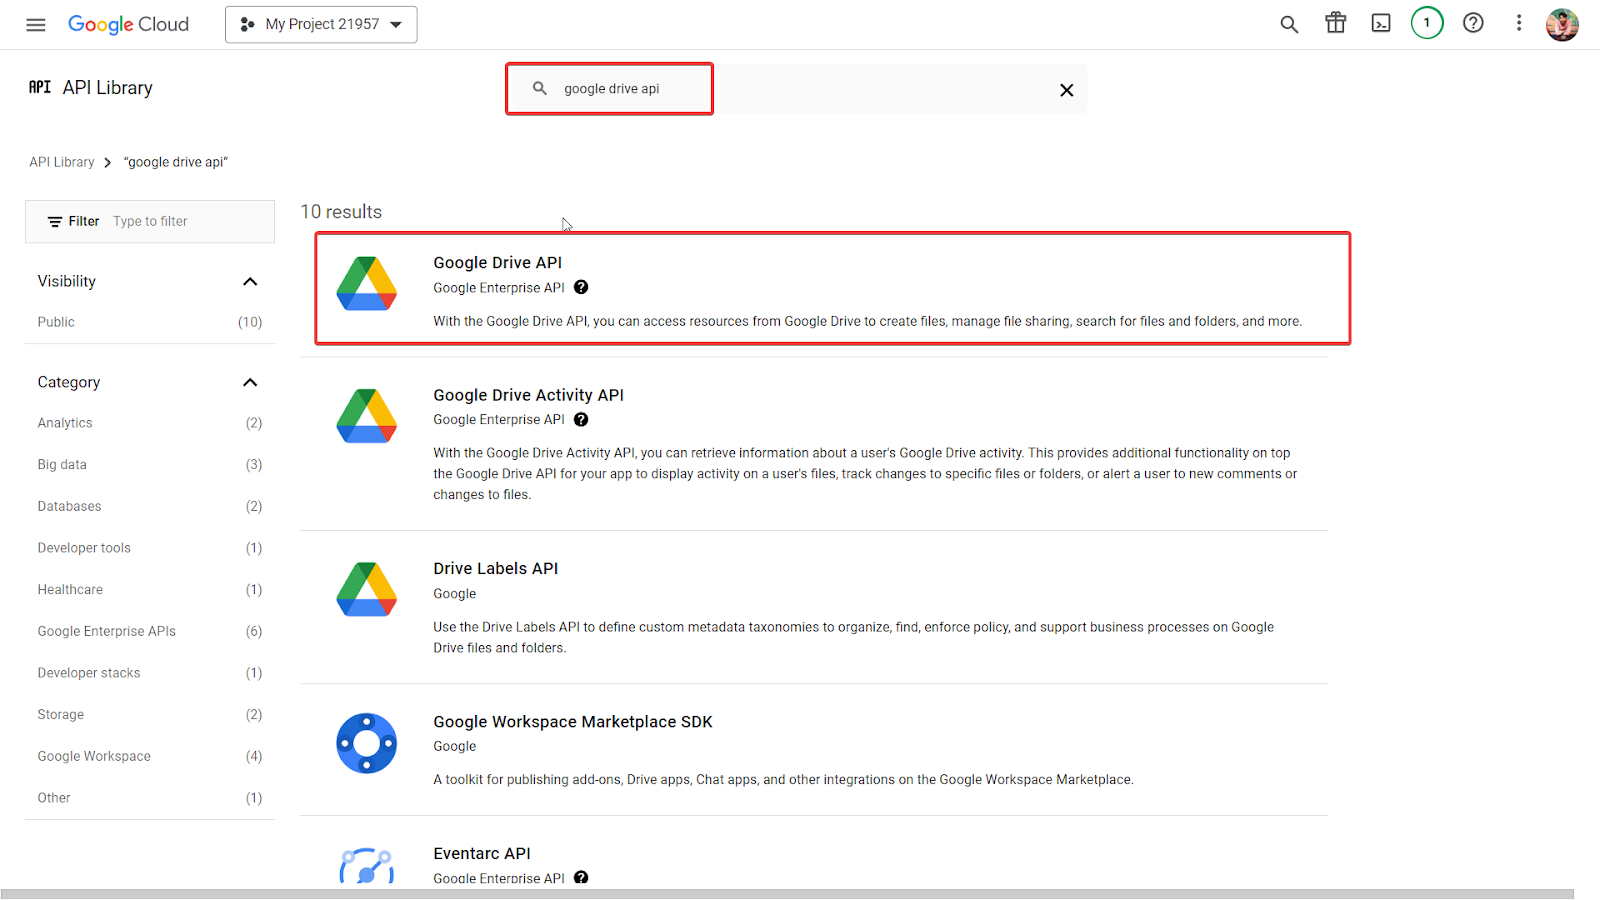 Google Cloud
My Project 21957
1
API API Library
google drive api
API Library > “google drive api”
Filter Type to filter
Visibility
Public (10)
Category
Analytics (2)
Big data (3)
Databases (2)
Developer tools (1)
Healthcare (1)
Google Enterprise APIs (6)
Developer stacks (1)
Storage (2)
Google Workspace (4)
Other (1)
10 results
Google Drive API
Google Enterprise API
With the Google Drive API, you can access resources from Google Drive to create files, manage file sharing, search for files and folders, and more.
Google Drive Activity API
Google Enterprise API
With the Google Drive Activity API, you can retrieve information about a user's Google Drive activity. This provides additional functionality on top
the Google Drive API for your app to display activity on a user's files, track changes to specific files or folders, or alert a user to new comments or
changes to files.
Drive Labels API
Google
Use the Drive Labels API to define custom metadata taxonomies to organize, find, enforce policy, and support business processes on Google
Drive files and folders.
Google Workspace Marketplace SDK
Google
A toolkit for publishing add-ons, Drive apps, Chat apps, and other integrations on the Google Workspace Marketplace.
Eventarc API
Google Enterprise API